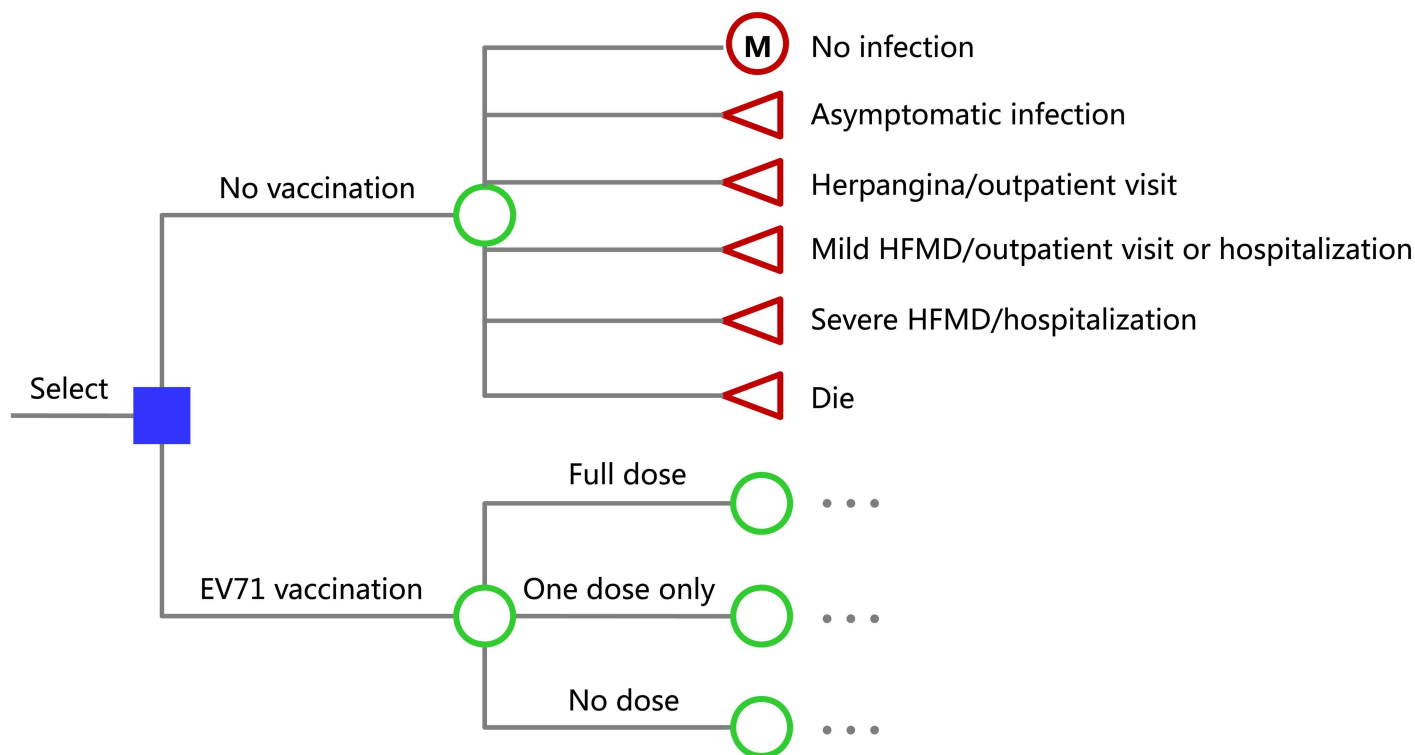 M
No infection
Asymptomatic infection
No vaccination
Herpangina/outpatient visit
Mild HFMD/outpatient visit or hospitalization
Severe HFMD/hospitalization
Select
Die
Full dose
EV71 vaccination
One dose only
No dose